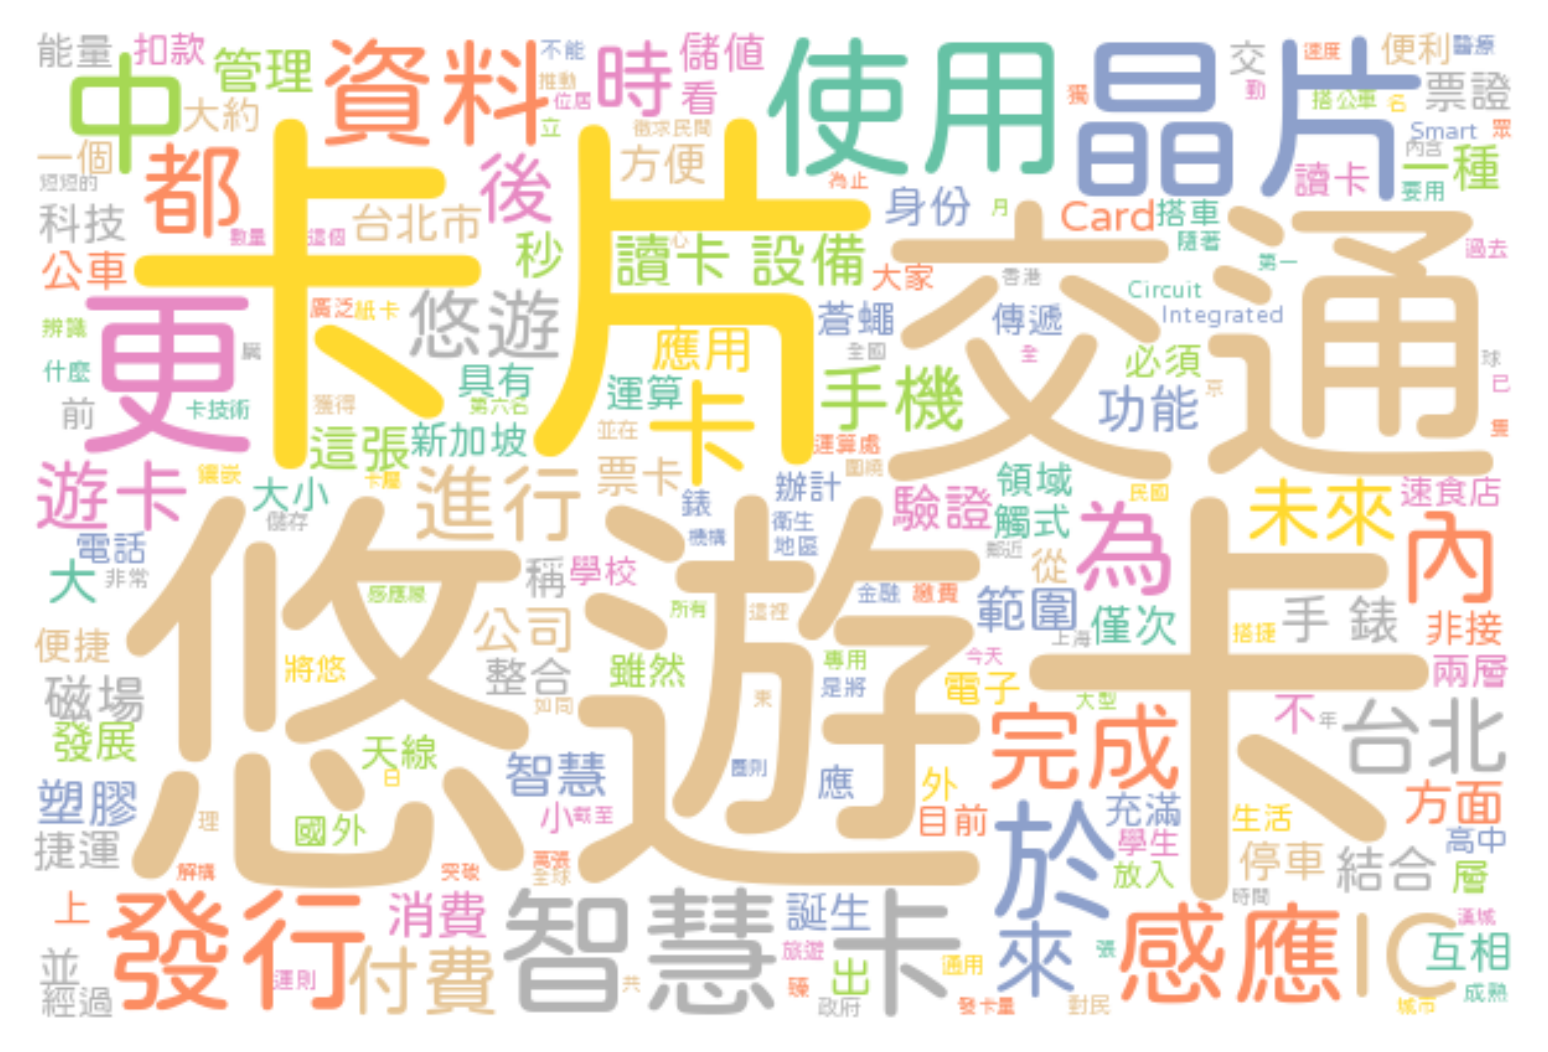 能量 扣款 管理 資料 不能 時 儲值 使用 晶片 交 速度 便利 醫療
中 大約 推動 位居 看 獨 動 搭公車 名 票證
一個 都 立 徵求民間 方便 後 為止 Smart 眾 內含 一種
短短的 讀卡 要用
科技 數量 這個 台北市 卡片 秒 心 身份 月 Card 搭車 隨著 過去
公車 讀卡 設備 大家 香港 第一 交通
更 廣泛 紙卡 悠遊 應用 蒼蠅 傳遞 Circuit Integrated
辨識 什麼 屬 具有 全國 全 必須 球
前 卡技術 獲得 第六名 運算 卡 手機 功能 京 已
這張 新加坡 並在 運算處 隻
遊卡 鑲嵌 大小 卡層 進行 票卡 圍繞 辦計 領域 民國 未來 速食店
儲存 錶 驗證 觸式 為 內
電話 機構 衛生 地區 鄰近
大 非常 感應線 稱 學校 所有 這裡 金融 繳費 從 範圍 僅次 搭捷 手 錶 非接
便捷 將悠 公司 雖然 專用 今天 上海 兩層
悠遊卡
磁場 整合 如同 東 是將 電子 大型 不 年 台北
發展 天線 日 智慧 圈則 應 外 完成
塑膠 理 國外 小 截至 目前 於 充滿 生活 方面
捷運 解構 突破 萬張 全球 學生 放入 停車 結合 高中 層
上 發行 消費 智慧卡 誕生 時間 感應 IC 漢城
並 運則 付費 旅遊 出 通用 來 張 互相
經過 共 臻 政府 發卡量 對民 城市 成熟